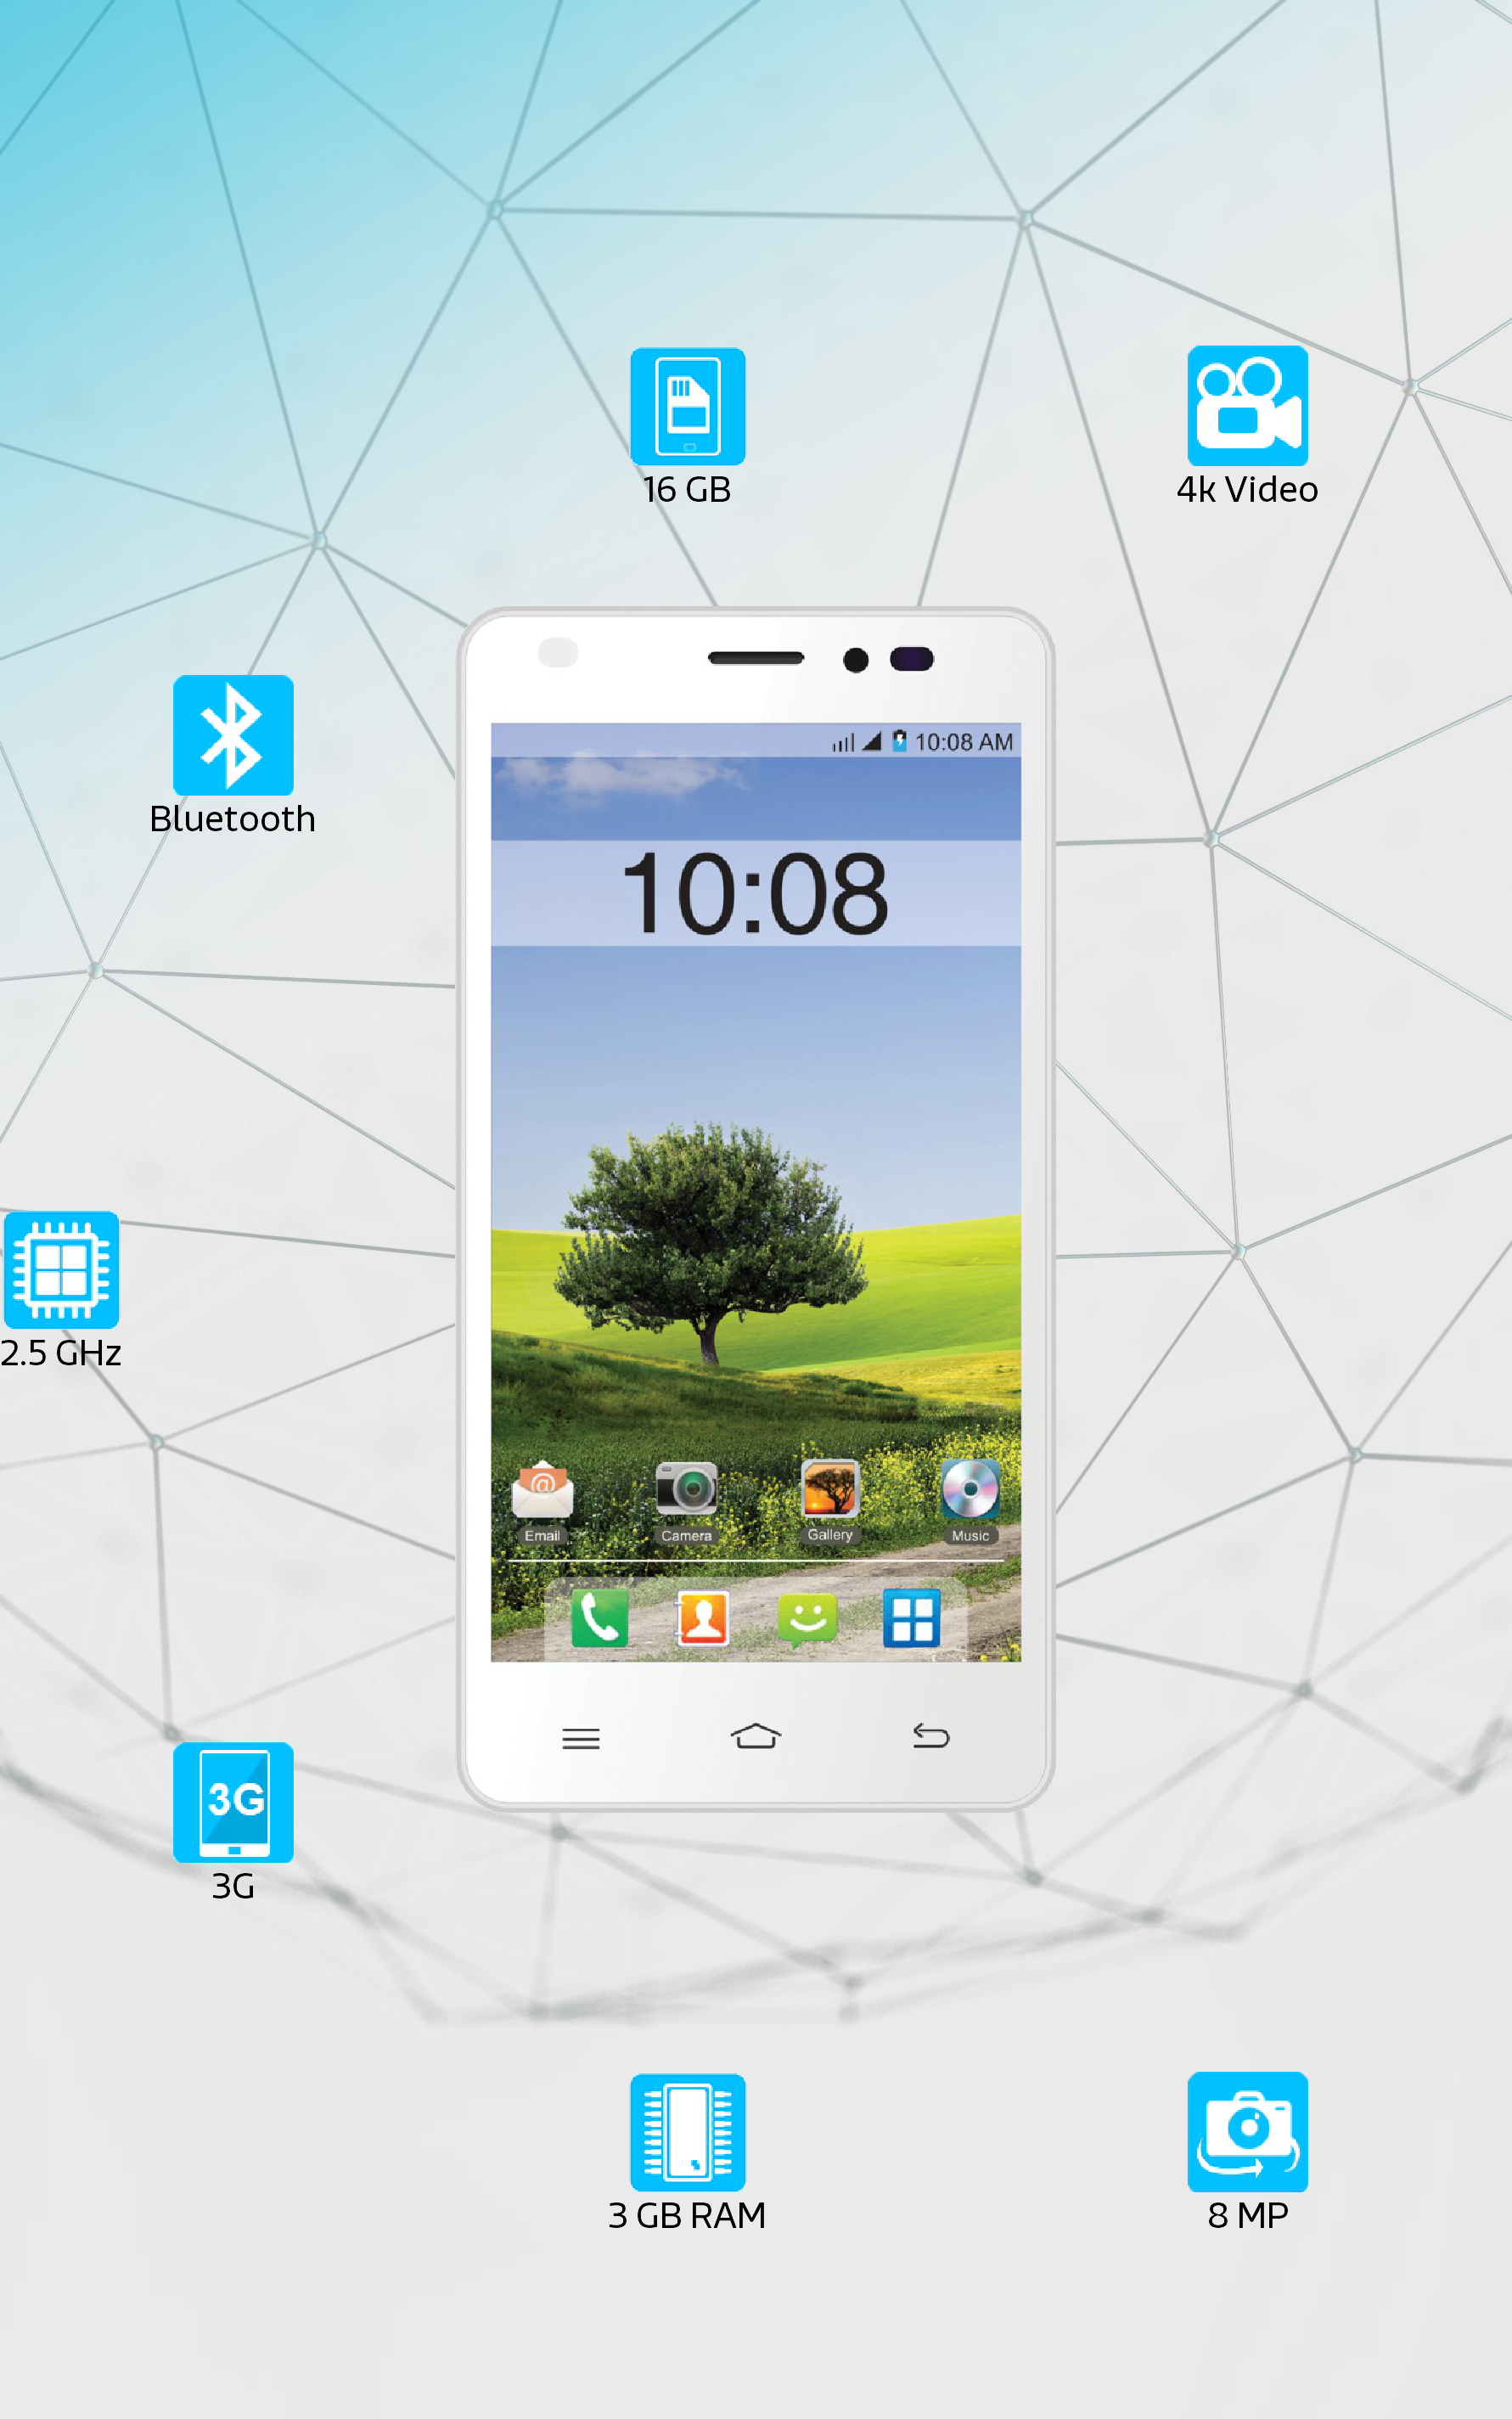 16 GB
4k Video
Bluetooth
10:08 AM
10:08
2.5 GHz
@
Email
Camera
Gallery
Music
3G
3G
3 GB RAM
8 MP